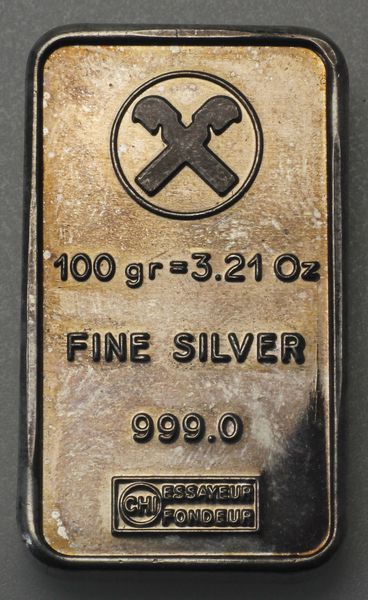 100 gr = 3.21 Oz
FINE SILVER
999.0
CHI ESSAYEUR
FONDEUR